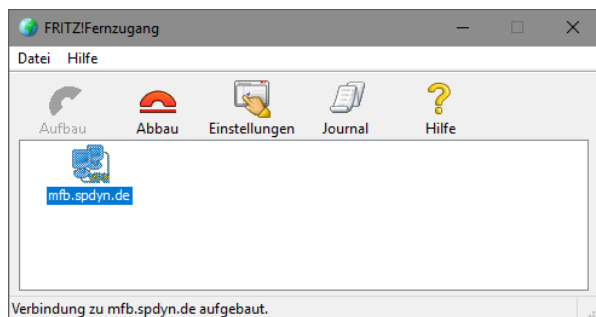 FRITZ!Fernzugang
Datei Hilfe
Aufbau Abbau Einstellungen Journal Hilfe
mfb.spdyn.de
Verbindung zu mfb.spdyn.de aufgebaut.